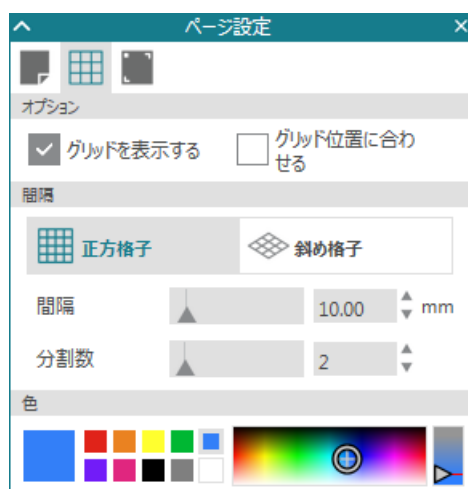 ページ設定
オプション
グリッドを表示する
グリッド位置に合わ
せる
間隔
正方格子
斜め格子
間隔
10.00
mm
分割数
2
色